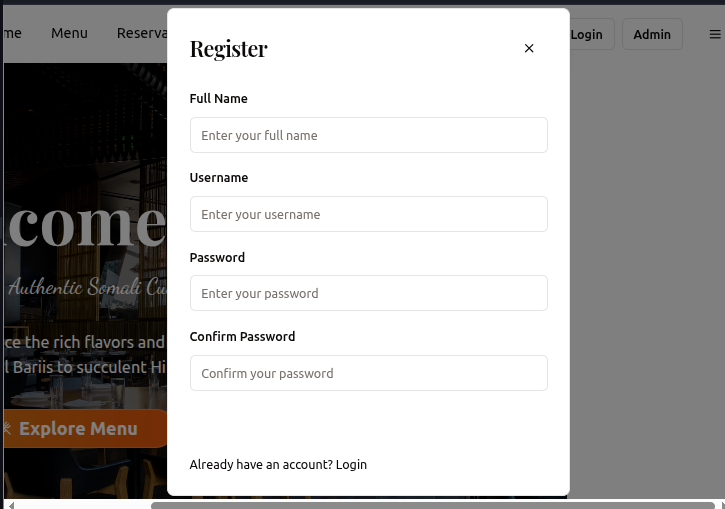 me Menu Reserva Login Admin
Register
Full Name
Enter your full name
Username
Enter your username
Password
Enter your password
Confirm Password
Confirm your password
Already have an account? Login
come
Authentic Somali Cu
ce the rich flavors and
l Bariis to succulent Hi
Explore Menu